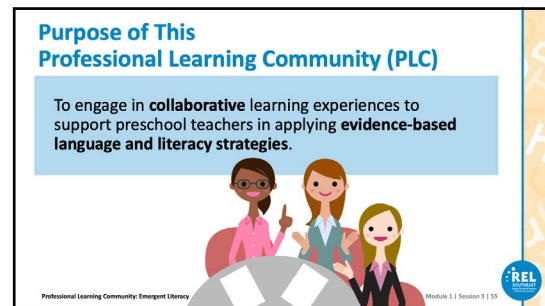 Purpose of This
Professional Learning Community (PLC)
To engage in collaborative learning experiences to
support preschool teachers in applying evidence-based
language and literacy strategies.
Professional Learning Community: Emergent Literacy
Module 1 | Session 3 | 55
REL
SOUTHEAST